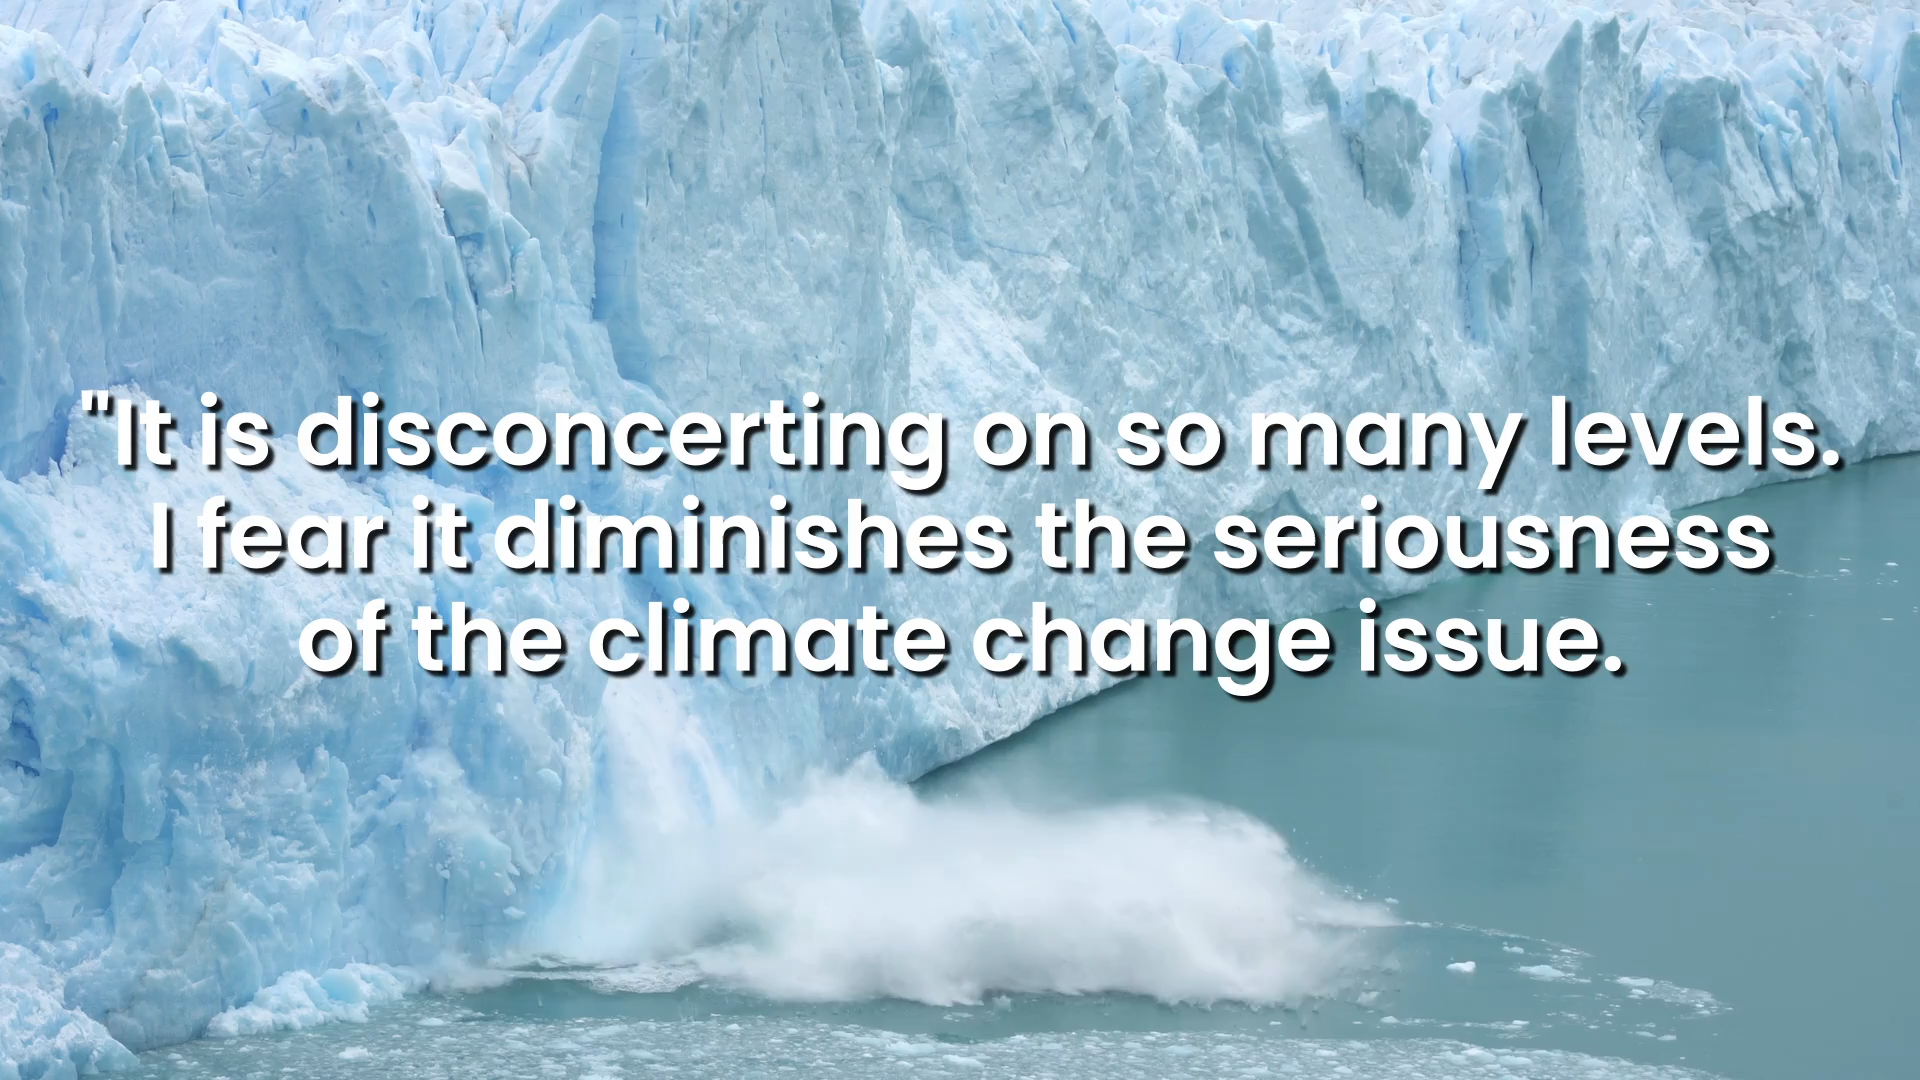 "It is disconcerting on so many levels.
I fear it diminishes the seriousness
of the climate change issue.